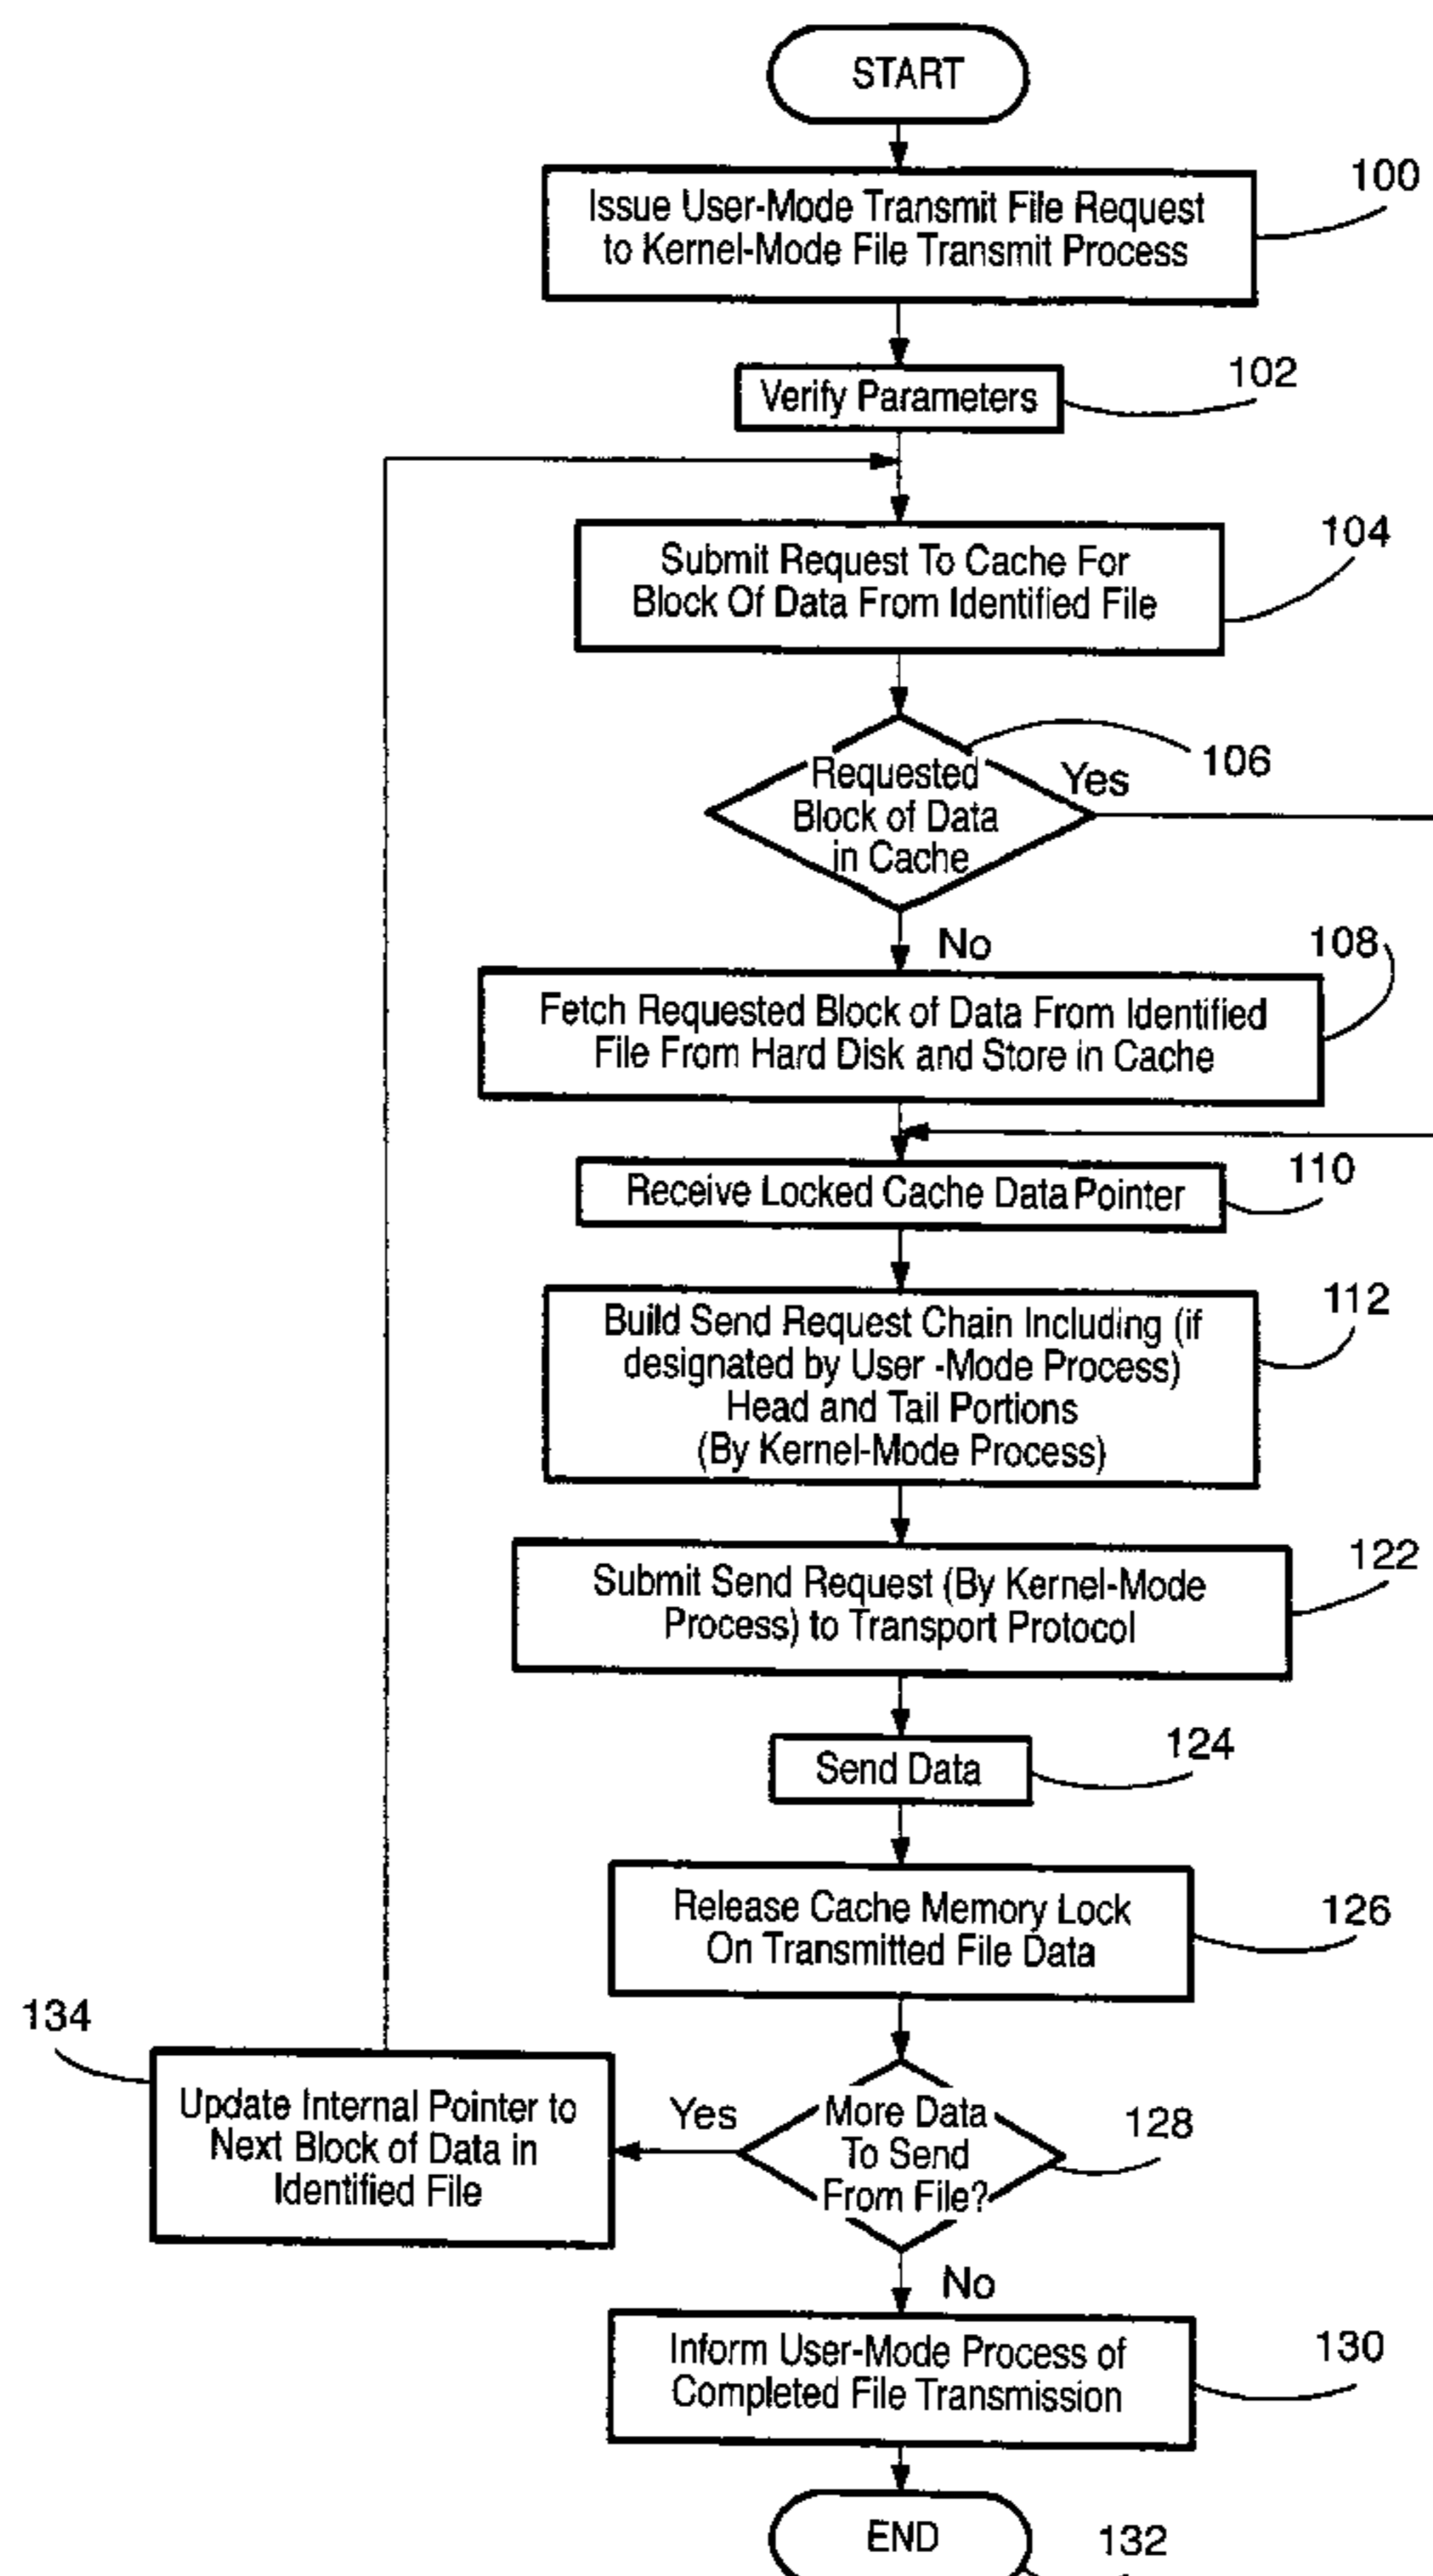 START
100
Issue User-Mode Transmit File Request
to Kernel-Mode File Transmit Process
102
Verify Parameters
104
Submit Request To Cache For
Block Of Data From Identified File
106
Requested
Block of Data
in Cache
Yes
No
108
Fetch Requested Block of Data From Identified
File From Hard Disk and Store in Cache
110
Receive Locked Cache Data Pointer
112
Build Send Request Chain Including (if
designated by User -Mode Process)
Head and Tail Portions
(By Kernel-Mode Process)
122
Submit Send Request (By Kernel-Mode
Process) to Transport Protocol
124
Send Data
126
Release Cache Memory Lock
On Transmitted File Data
134
Update Internal Pointer to
Next Block of Data in
Identified File
Yes
More Data
To Send
From File?
128
No
130
Inform User-Mode Process of
Completed File Transmission
END
132